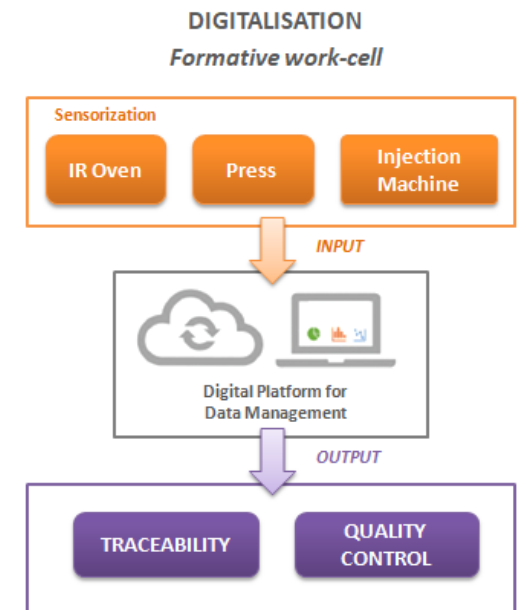 DIGITALISATION
Formative work-cell
Sensorization
IR Oven
Press
Injection
Machine
INPUT
Digital Platform for
Data Management
OUTPUT
TRACEABILITY
QUALITY
CONTROL